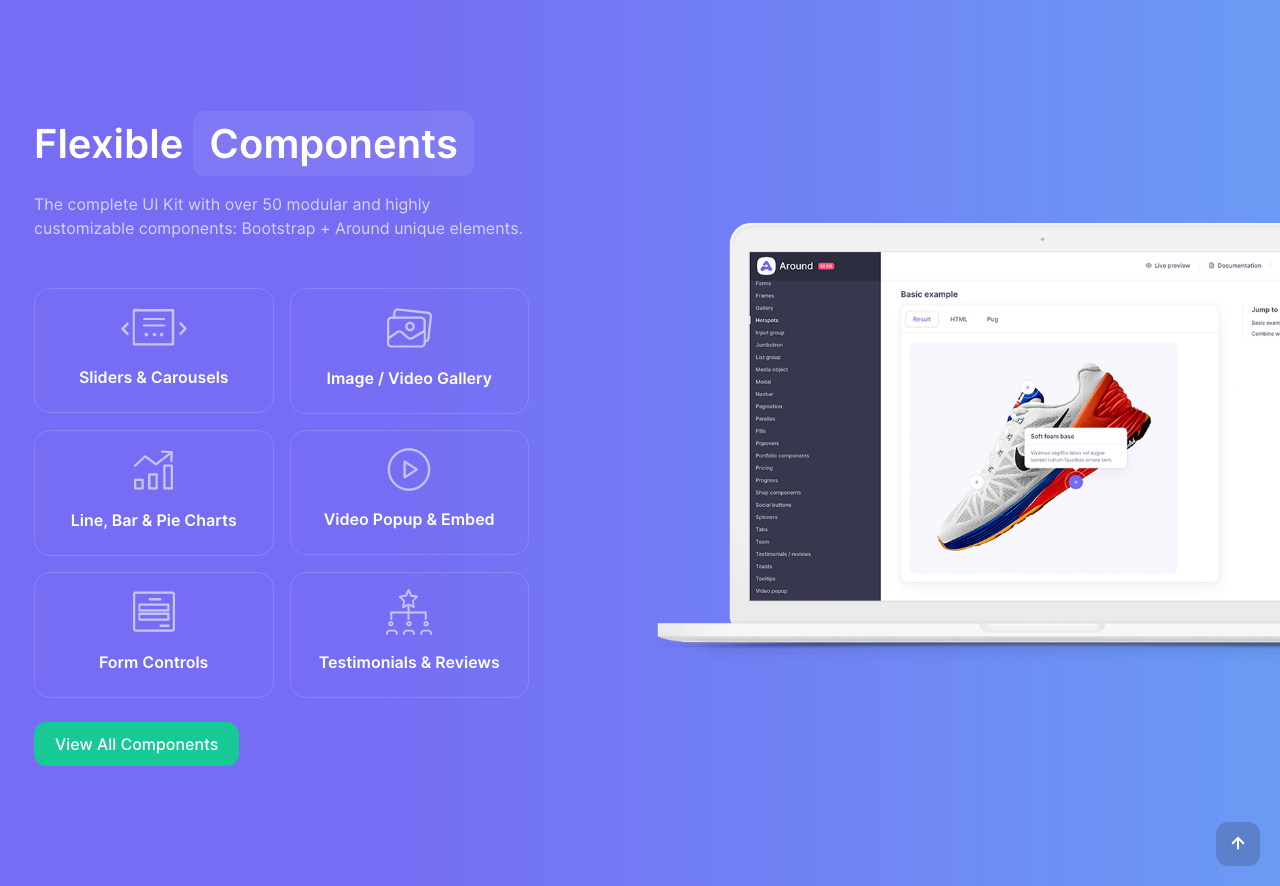 Flexible Components
The complete UI Kit with over 50 modular and highly
customizable components: Bootstrap + Around unique elements.
Sliders & Carousels
Image / Video Gallery
Line, Bar & Pie Charts
Video Popup & Embed
Form Controls
Testimonials & Reviews
View All Components
Around UI Kit
Forms
Frames
Gallery
Hotspots
Input group
Jumbotron
List group
Media object
Modal
Navbar
Pagination
Parallax
Pills
Popovers
Portfolio components
Pricing
Progress
Shop components
Social buttons
Spinners
Tabs
Team
Testimonials / reviews
Toasts
Tooltips
Video popup
Live preview
Documentation
Basic example
Result
HTML
Pug
Soft foam base
Vivamus sagittis lacus vel augue
laoreet rutrum faucibus ornare sem.
Jump to
Basic exam
Combine w